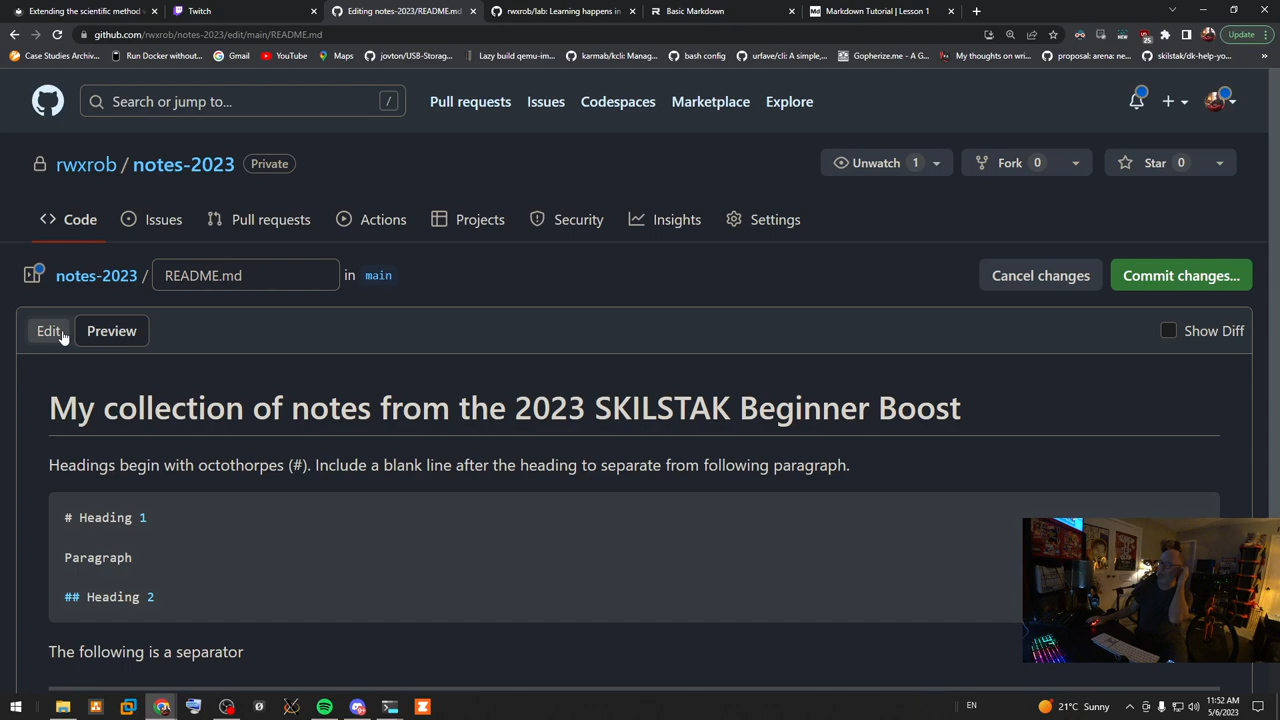 Extending the scientific method w
Twitch
Editing notes-2023/README.md
rwxrob/lab: Learning happens in
Basic Markdown
Markdown Tutorial | Lesson 1
github.com/rwxrob/notes-2023/edit/main/README.md
Update
Case Studies Archiv...
Run Docker without...
Gmail
YouTube
Maps
jovton/USB-Storag...
Lazy build qemu-im...
karmab/kcli: Manag...
bash config
urfave/cli: A simple,...
Gopherize.me - A G...
My thoughts on wri...
proposal: arena: ne...
skilstak/dk-help-yo...
Search or jump to...
/
Pull requests
Issues
Codespaces
Marketplace
Explore
rwxrob / notes-2023
Private
Unwatch 1
Fork 0
Star 0
Code
Issues
Pull requests
Actions
Projects
Security
Insights
Settings
notes-2023 / README.md in main
Cancel changes
Commit changes...
Edit
Preview
Show Diff
My collection of notes from the 2023 SKILSTAK Beginner Boost
Headings begin with octothorpes (#). Include a blank line after the heading to separate from following paragraph.
# Heading 1
Paragraph
## Heading 2
The following is a separator
21°C Sunny
EN
11:52 AM
5/6/2023